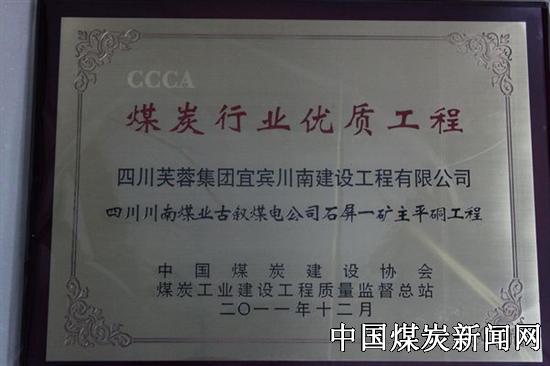 CCCA
煤炭行业优质工程
四川芙蓉集团宜宾川南建设工程有限公司
四川川南煤业古叙煤电公司石屏一矿主平硐工程
中国煤炭建设协会
煤炭工业建设工程质量监督总站
二〇一一年十二月
中国煤炭新闻网